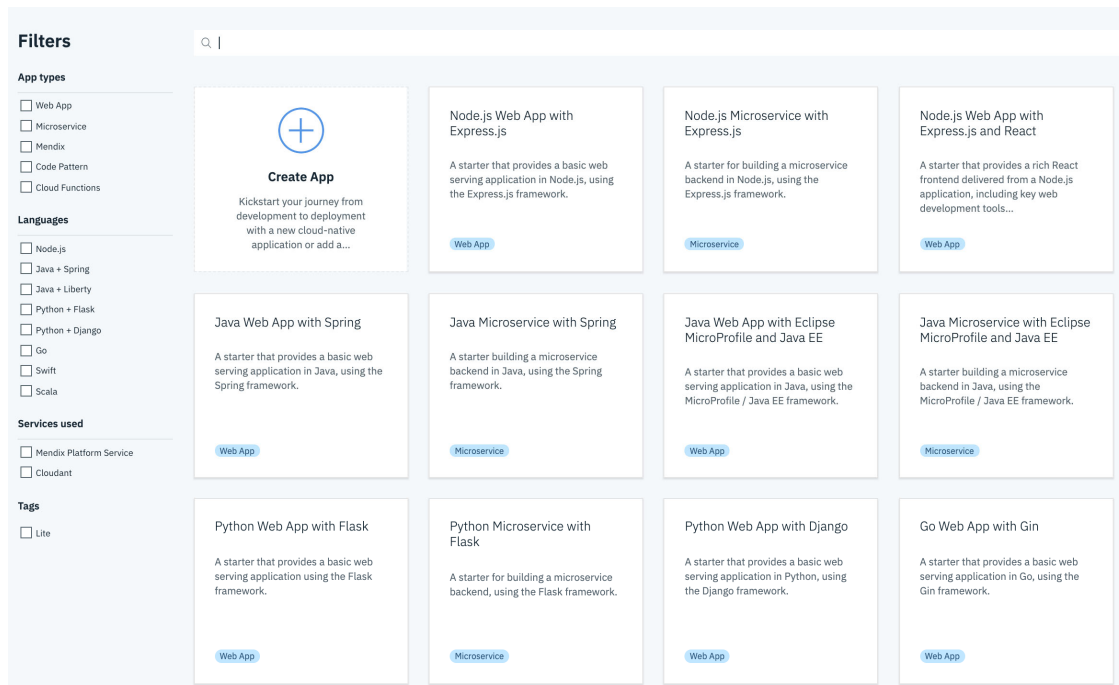 Filters
App types
Web App
Microservice
Mendix
Code Pattern
Cloud Functions
Languages
Node.js
Java + Spring
Java + Liberty
Python + Flask
Python + Django
Go
Swift
Scala
Services used
Mendix Platform Service
Cloudant
Tags
Lite
Create App
Kickstart your journey from
development to deployment
with a new cloud-native
application or add a...
Node.js Web App with
Express.js
A starter that provides a basic web
serving application in Node.js, using
the Express.js framework.
Web App
Node.js Microservice with
Express.js
A starter for building a microservice
backend in Node.js, using the
Express.js framework.
Microservice
Node.js Web App with
Express.js and React
A starter that provides a rich React
frontend delivered from a Node.js
application, including key web
development tools...
Web App
Java Web App with Spring
A starter that provides a basic web
serving application in Java, using the
Spring framework.
Web App
Java Microservice with Spring
A starter building a microservice
backend in Java, using the Spring
framework.
Microservice
Java Web App with Eclipse
MicroProfile and Java EE
A starter that provides a basic web
serving application in Java, using the
MicroProfile / Java EE framework.
Web App
Java Microservice with Eclipse
MicroProfile and Java EE
A starter building a microservice
backend in Java, using the
MicroProfile / Java EE framework.
Microservice
Python Web App with Flask
A starter that provides a basic web
serving application using the Flask
framework.
Web App
Python Microservice with
Flask
A starter for building a microservice
backend, using the Flask framework.
Microservice
Python Web App with Django
A starter that provides a basic web
serving application in Python, using
the Django framework.
Web App
Go Web App with Gin
A starter that provides a basic web
serving application in Go, using the
Gin framework.
Web App